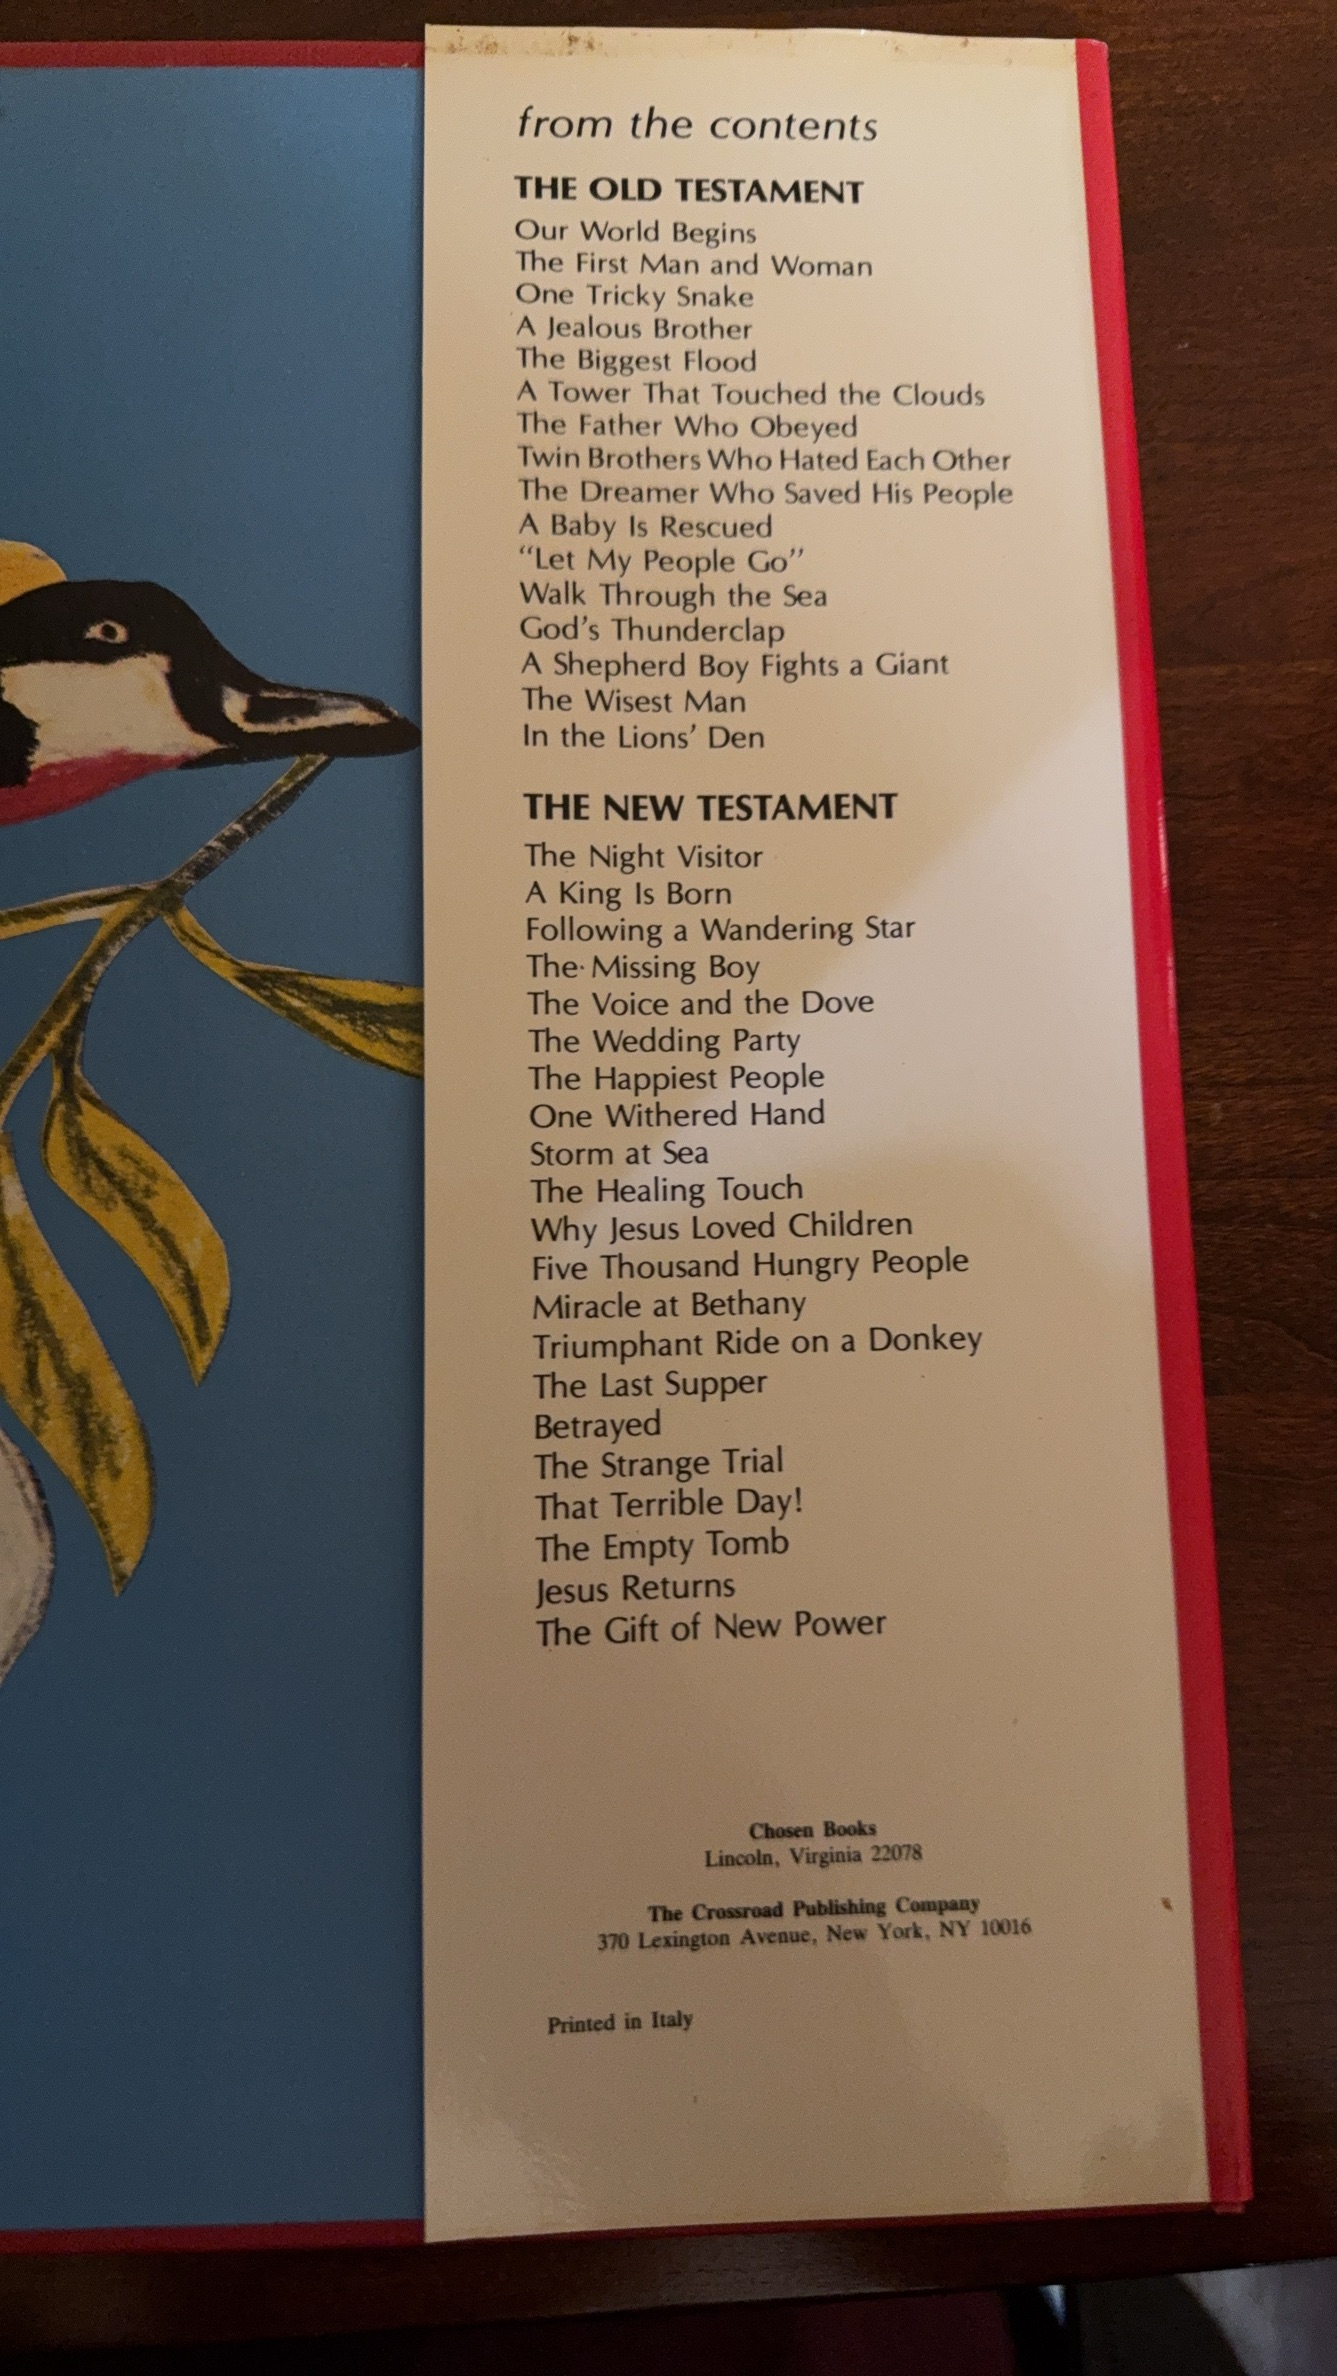 from the contents
THE OLD TESTAMENT
Our World Begins
The First Man and Woman
One Tricky Snake
A Jealous Brother
The Biggest Flood
A Tower That Touched the Clouds
The Father Who Obeyed
Twin Brothers Who Hated Each Other
The Dreamer Who Saved His People
A Baby Is Rescued
“Let My People Go”
Walk Through the Sea
God’s Thunderclap
A Shepherd Boy Fights a Giant
The Wisest Man
In the Lions’ Den
THE NEW TESTAMENT
The Night Visitor
A King Is Born
Following a Wandering Star
The Missing Boy
The Voice and the Dove
The Wedding Party
The Happiest People
One Withered Hand
Storm at Sea
The Healing Touch
Why Jesus Loved Children
Five Thousand Hungry People
Miracle at Bethany
Triumphant Ride on a Donkey
The Last Supper
Betrayed
The Strange Trial
That Terrible Day!
The Empty Tomb
Jesus Returns
The Gift of New Power
Chosen Books
Lincoln, Virginia 22078
The Crossroad Publishing Company
370 Lexington Avenue, New York, NY 10016
Printed in Italy